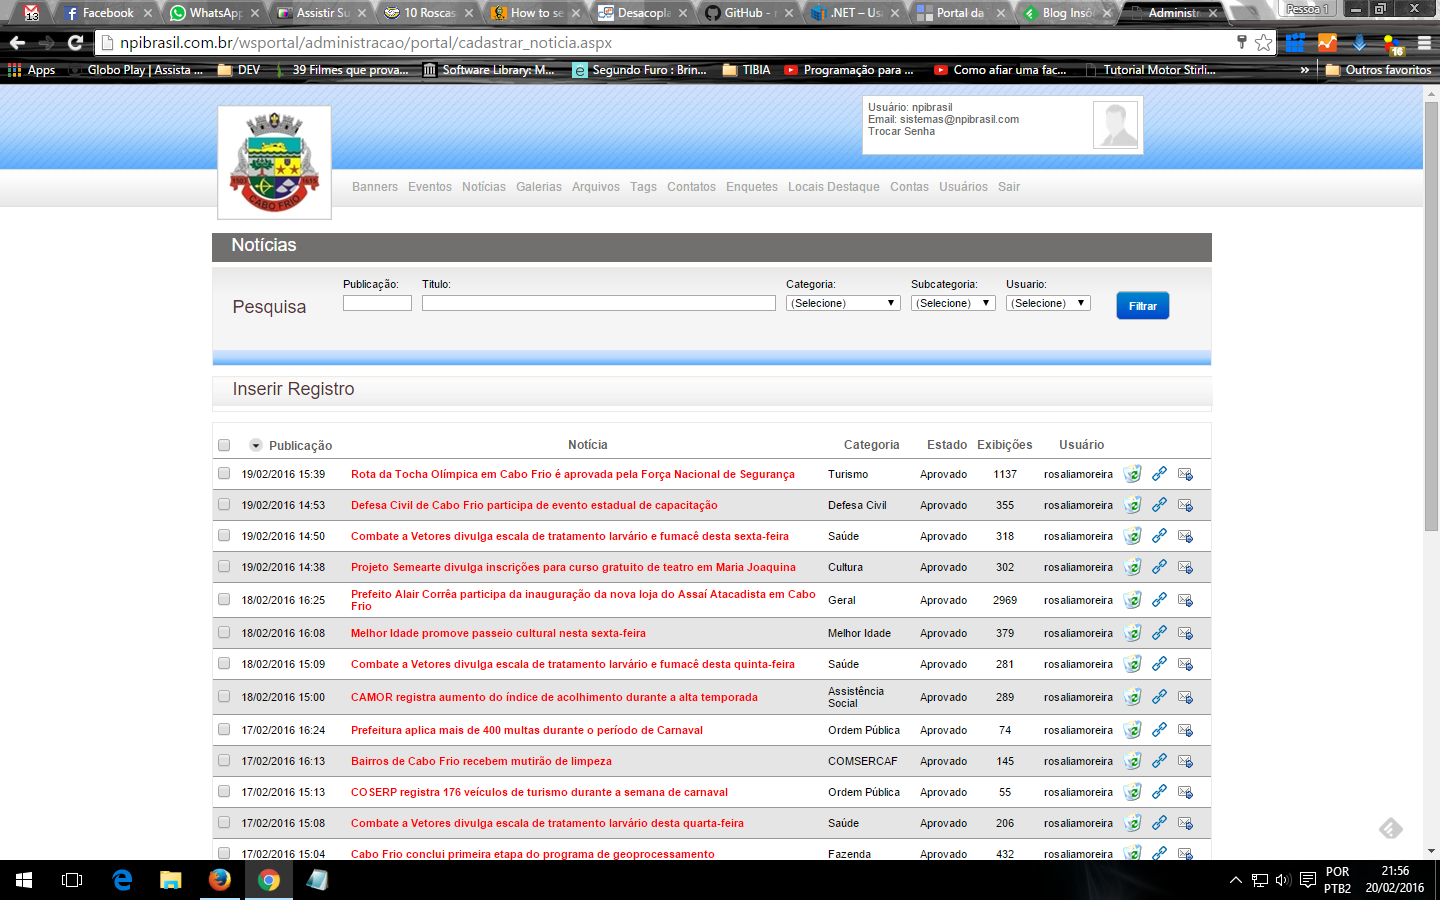 13
Facebook
WhatsApp
Assistir Su
10 Roscas
How to se
Desacopla
GitHub -
.NET – Us
Portal da
Blog Insó
Administr
Pessoa 1
npibrasil.com.br/wsportal/administracao/portal/cadastrar_noticia.aspx
16
Apps
Globo Play | Assista ...
DEV
39 Filmes que prova...
Software Library: M...
Segundo Furo : Brin...
TIBIA
Programação para ...
Como afiar uma fac...
Tutorial Motor Stirli...
»
Outros favoritos
CABO FRIO
Usuário: npibrasil
Email: sistemas@npibrasil.com
Trocar Senha
Banners Eventos Notícias Galerias Arquivos Tags Contatos Enquetes Locais Destaque Contas Usuários Sair
Notícias
Pesquisa
Publicação: Titulo: Categoria: Subcategoria: Usuario:
(Selecione) (Selecione) (Selecione)
Filtrar
Inserir Registro
Publicação Notícia Categoria Estado Exibições Usuário
19/02/2016 15:39 Rota da Tocha Olímpica em Cabo Frio é aprovada pela Força Nacional de Segurança Turismo Aprovado 1137 rosaliamoreira
19/02/2016 14:53 Defesa Civil de Cabo Frio participa de evento estadual de capacitação Defesa Civil Aprovado 355 rosaliamoreira
19/02/2016 14:50 Combate a Vetores divulga escala de tratamento larvário e fumacê desta sexta-feira Saúde Aprovado 318 rosaliamoreira
19/02/2016 14:38 Projeto Semearte divulga inscrições para curso gratuito de teatro em Maria Joaquina Cultura Aprovado 302 rosaliamoreira
18/02/2016 16:25 Prefeito Alair Corrêa participa da inauguração da nova loja do Assaí Atacadista em Cabo Frio Geral Aprovado 2969 rosaliamoreira
18/02/2016 16:08 Melhor Idade promove passeio cultural nesta sexta-feira Melhor Idade Aprovado 379 rosaliamoreira
18/02/2016 15:09 Combate a Vetores divulga escala de tratamento larvário e fumacê desta quinta-feira Saúde Aprovado 281 rosaliamoreira
18/02/2016 15:00 CAMOR registra aumento do índice de acolhimento durante a alta temporada Assistência Social Aprovado 289 rosaliamoreira
17/02/2016 16:24 Prefeitura aplica mais de 400 multas durante o período de Carnaval Ordem Pública Aprovado 74 rosaliamoreira
17/02/2016 16:13 Bairros de Cabo Frio recebem mutirão de limpeza COMSERCAF Aprovado 145 rosaliamoreira
17/02/2016 15:13 COSERP registra 176 veículos de turismo durante a semana de carnaval Ordem Pública Aprovado 55 rosaliamoreira
17/02/2016 15:08 Combate a Vetores divulga escala de tratamento larvário desta quarta-feira Saúde Aprovado 206 rosaliamoreira
17/02/2016 15:04 Cabo Frio conclui primeira etapa do programa de geoprocessamento Fazenda Aprovado 432 rosaliamoreira
POR
PTB2
21:56
20/02/2016